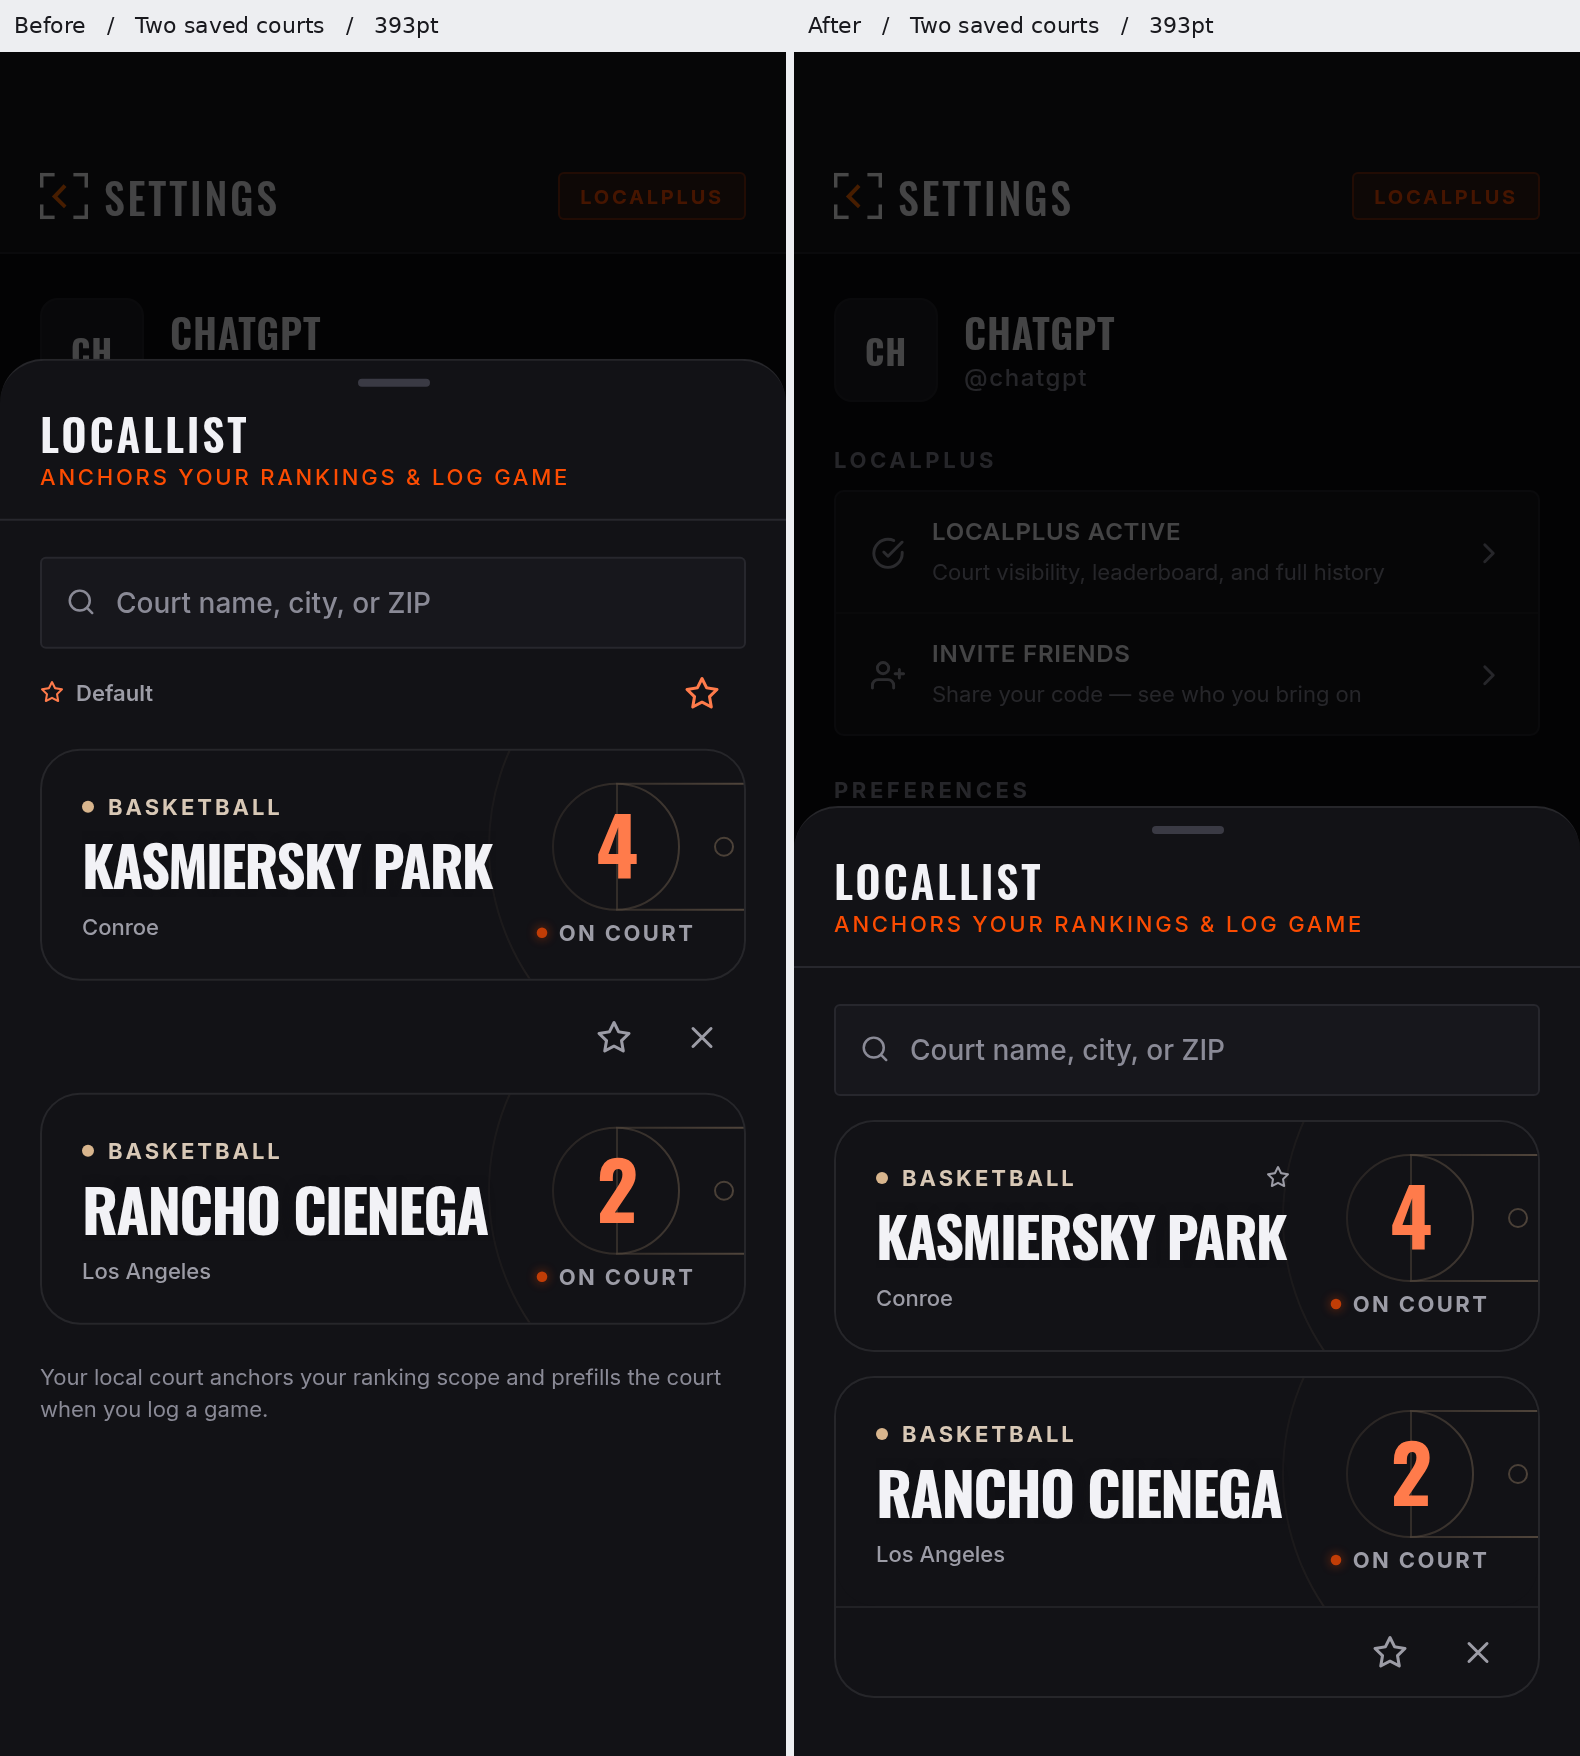 Before / Two saved courts / 393pt
SETTINGS
LOCALPLUS
CH
CHATGPT
LOCALLIST
ANCHORS YOUR RANKINGS & LOG GAME
Court name, city, or ZIP
Default
BASKETBALL
KASMIERSKY PARK
Conroe
4
ON COURT
BASKETBALL
RANCHO CIENEGA
Los Angeles
2
ON COURT
Your local court anchors your ranking scope and prefills the court
when you log a game.
After / Two saved courts / 393pt
SETTINGS
LOCALPLUS
CH
CHATGPT
@chatgpt
LOCALPLUS
LOCALPLUS ACTIVE
Court visibility, leaderboard, and full history
INVITE FRIENDS
Share your code — see who you bring on
PREFERENCES
LOCALLIST
ANCHORS YOUR RANKINGS & LOG GAME
Court name, city, or ZIP
BASKETBALL
KASMIERSKY PARK
Conroe
4
ON COURT
BASKETBALL
RANCHO CIENEGA
Los Angeles
2
ON COURT